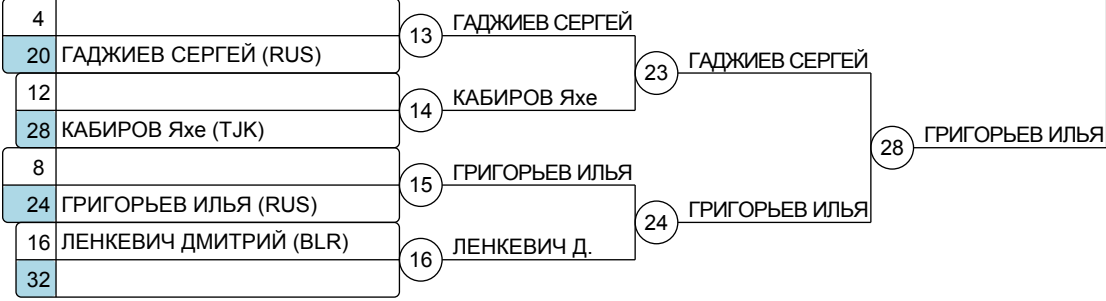 4
20 ГАДЖИЕВ СЕРГЕЙ (RUS)
13 ГАДЖИЕВ СЕРГЕЙ
12
28 КАБИРОВ Яхе (TJK)
14 КАБИРОВ Яхе
23 ГАДЖИЕВ СЕРГЕЙ
8
24 ГРИГОРЬЕВ ИЛЬЯ (RUS)
15 ГРИГОРЬЕВ ИЛЬЯ
16 ЛЕНКЕВИЧ ДМИТРИЙ (BLR)
32
16 ЛЕНКЕВИЧ Д.
24 ГРИГОРЬЕВ ИЛЬЯ
28 ГРИГОРЬЕВ ИЛЬЯ